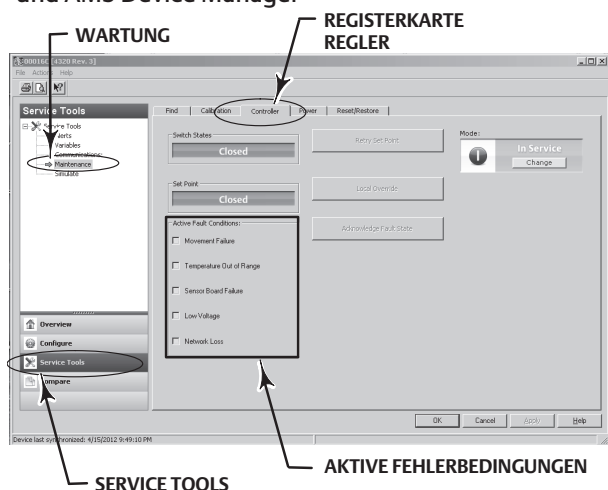 and AMS Device Manager
WARTUNG
REGISTERKARTE
REGLER
[4320 Rev. 3]
File Actions Help
Service Tools
Service Tools
Alerts
Variables
Communications
Maintenance
Simulate
Overview
Configure
Service Tools
Compare
Find Calibration Controller Power Reset/Restore
Switch States
Closed
Set Point
Closed
Active Fault Conditions:
Movement Failure
Temperature Out of Range
Sensor Board Failure
Low Voltage
Network Loss
Retry Set Point
Local Override
Acknowledge Fault State
Mode:
In Service
Change
OK Cancel Apply Help
Device last synchronized: 4/15/2012 9:49:10 PM
AKTIVE FEHLERBEDINGUNGEN
SERVICE TOOLS